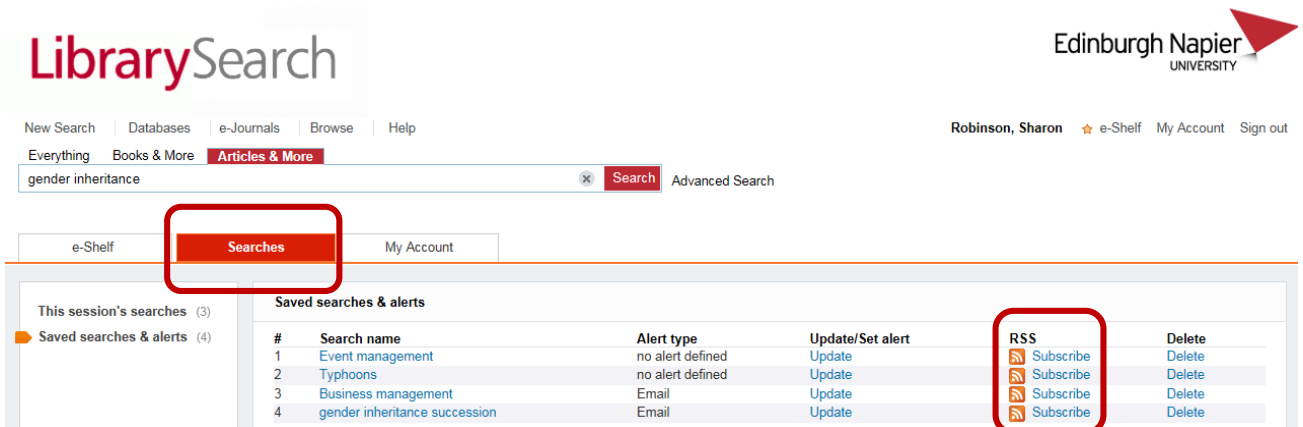 LibrarySearch
Edinburgh Napier
UNIVERSITY
New Search Databases e-Journals Browse Help
Robinson, Sharon e-Shelf My Account Sign out
Everything Books & More Articles & More
gender inheritance Search Advanced Search
e-Shelf Searches My Account
This session's searches (3)
Saved searches & alerts (4)
Saved searches & alerts
# Search name Alert type Update/Set alert RSS Delete
1 Event management no alert defined Update Subscribe Delete
2 Typhoons no alert defined Update Subscribe Delete
3 Business management Email Update Subscribe Delete
4 gender inheritance succession Email Update Subscribe Delete